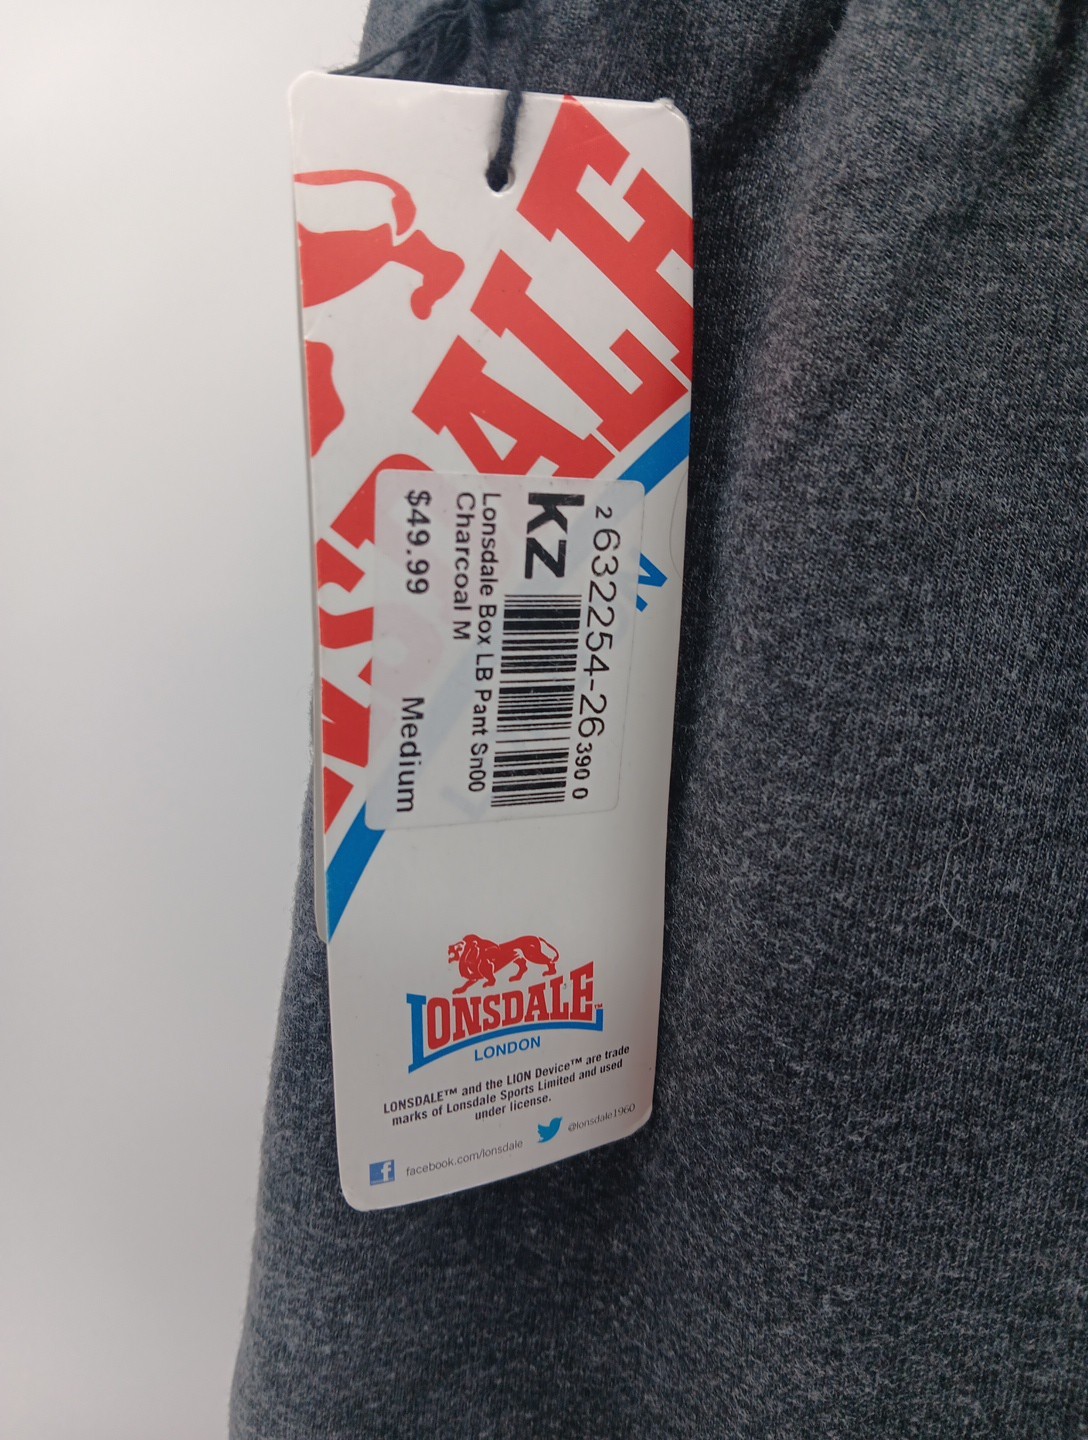 2 632254-26 390 0
kz
Lonsdale Box LB Pant Sn00
Charcoal M
$49.99 Medium
LONSDALE™
LONDON
LONSDALE™ and the LION Device™ are trade
marks of Lonsdale Sports Limited and used
under license.
facebook.com/lonsdale
@lonsdale1960